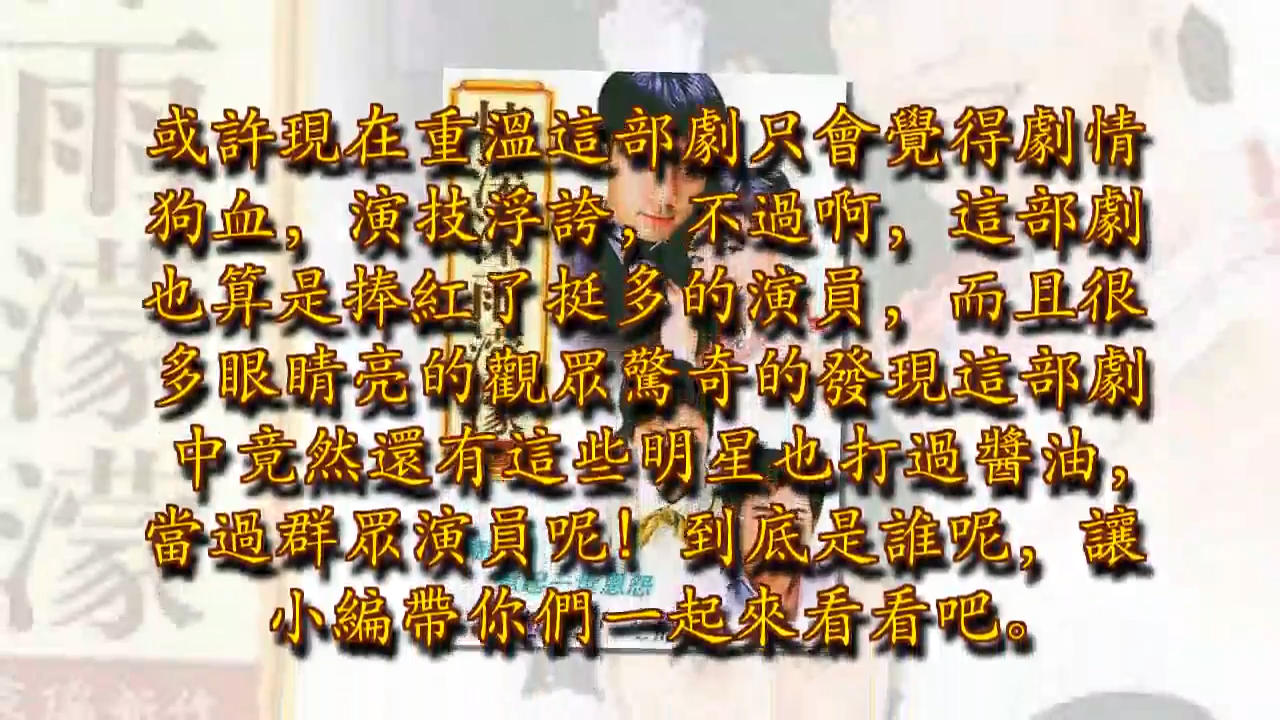 或許現在重溫這部劇只會覺得劇情
狗血，演技浮誇，不過啊，這部劇
也算是捧紅了挺多的演員，而且很
多眼睛亮的觀眾驚奇的發現這部劇
中竟然還有這些明星也打過醬油，
當過群眾演員呢！到底是誰呢，讓
小編帶你們一起來看看吧。
雨
濛
濛